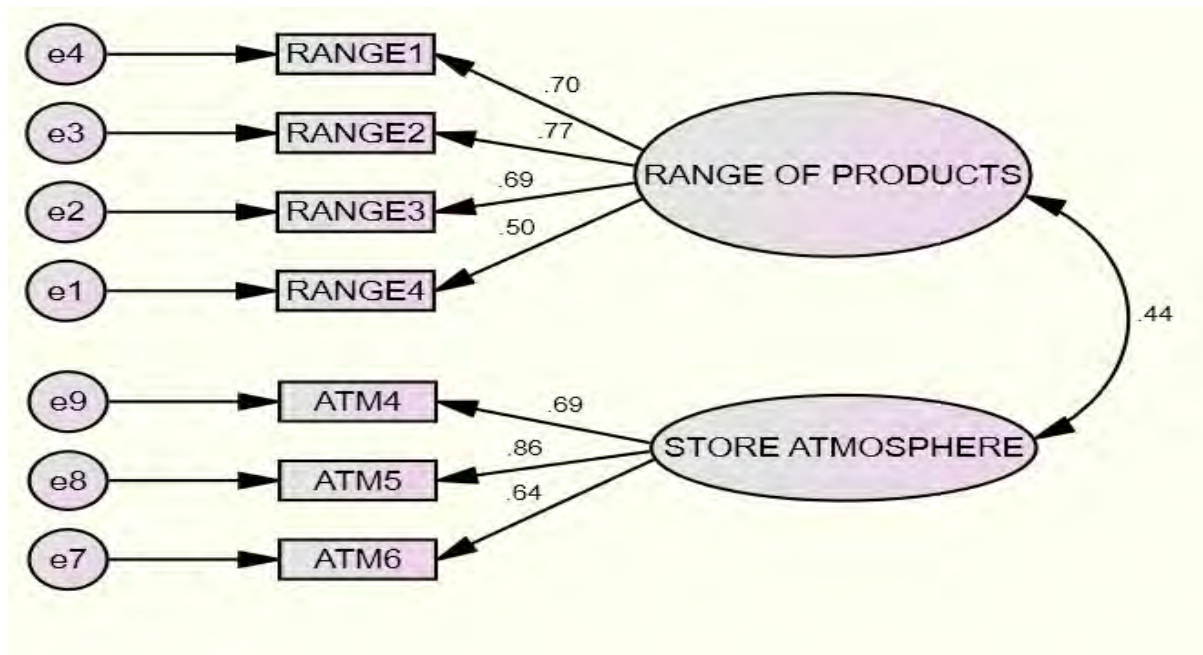 e4
RANGE1
.70
e3
RANGE2
.77
RANGE OF PRODUCTS
e2
RANGE3
.69
e1
RANGE4
.50
.44
e9
ATM4
.69
e8
ATM5
.86
STORE ATMOSPHERE
e7
ATM6
.64